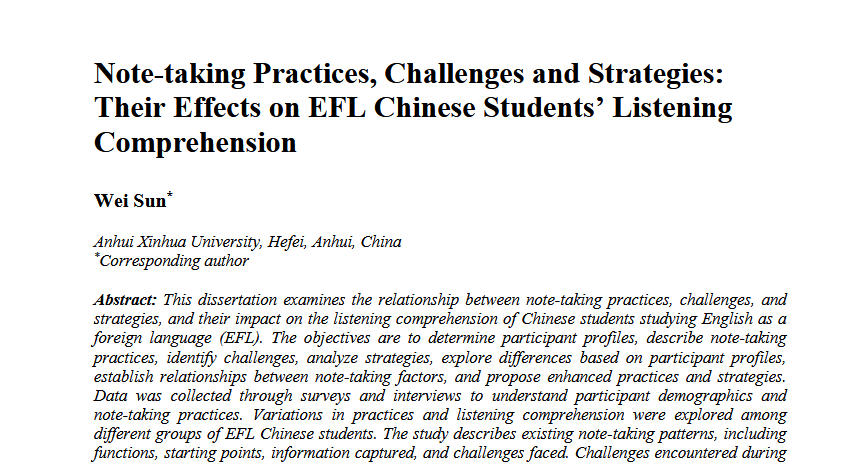 Note-taking Practices, Challenges and Strategies:
Their Effects on EFL Chinese Students’ Listening
Comprehension
Wei Sun*
Anhui Xinhua University, Hefei, Anhui, China
*Corresponding author
Abstract: This dissertation examines the relationship between note-taking practices, challenges, and
strategies, and their impact on the listening comprehension of Chinese students studying English as a
foreign language (EFL). The objectives are to determine participant profiles, describe note-taking
practices, identify challenges, analyze strategies, explore differences based on participant profiles,
establish relationships between note-taking factors, and propose enhanced practices and strategies.
Data was collected through surveys and interviews to understand participant demographics and
note-taking practices. Variations in practices and listening comprehension were explored among
different groups of EFL Chinese students. The study describes existing note-taking patterns, including
functions, starting points, information captured, and challenges faced. Challenges encountered during